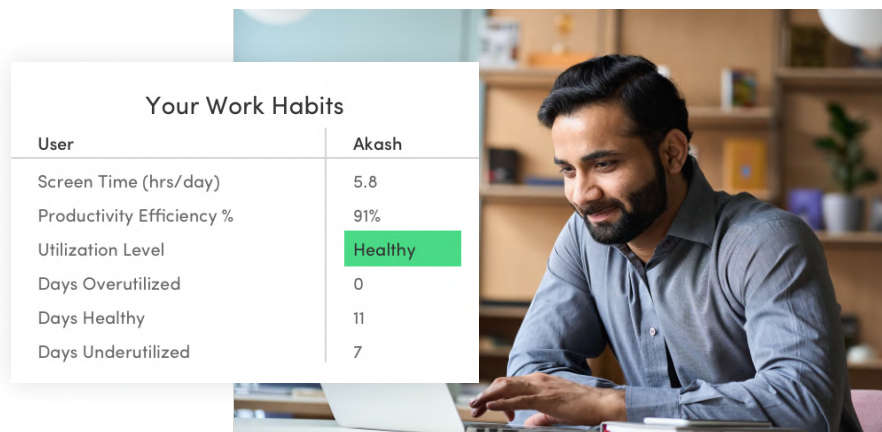 Your Work Habits
User Akash
Screen Time (hrs/day) 5.8
Productivity Efficiency % 91%
Utilization Level Healthy
Days Overutilized 0
Days Healthy 11
Days Underutilized 7